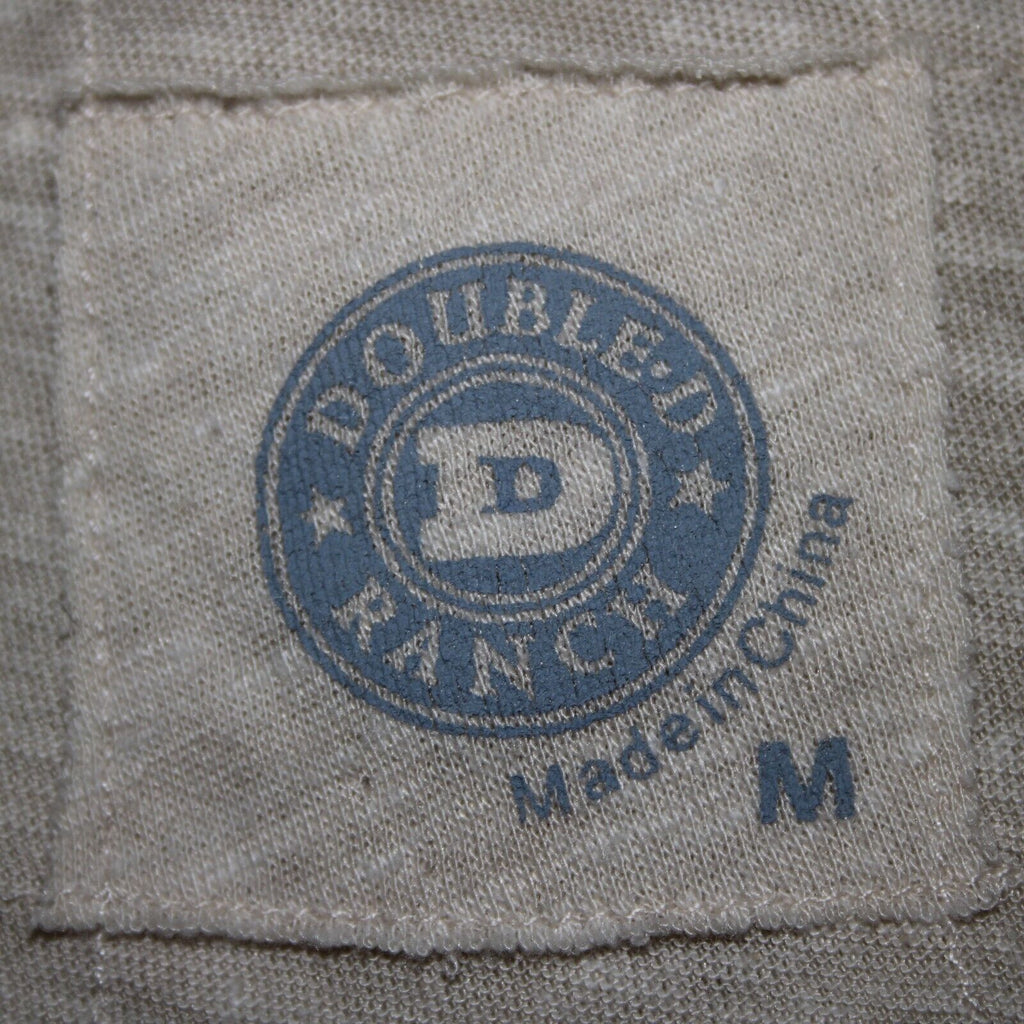 DOUBLE·D
D
D
RANCH
Made in China
M